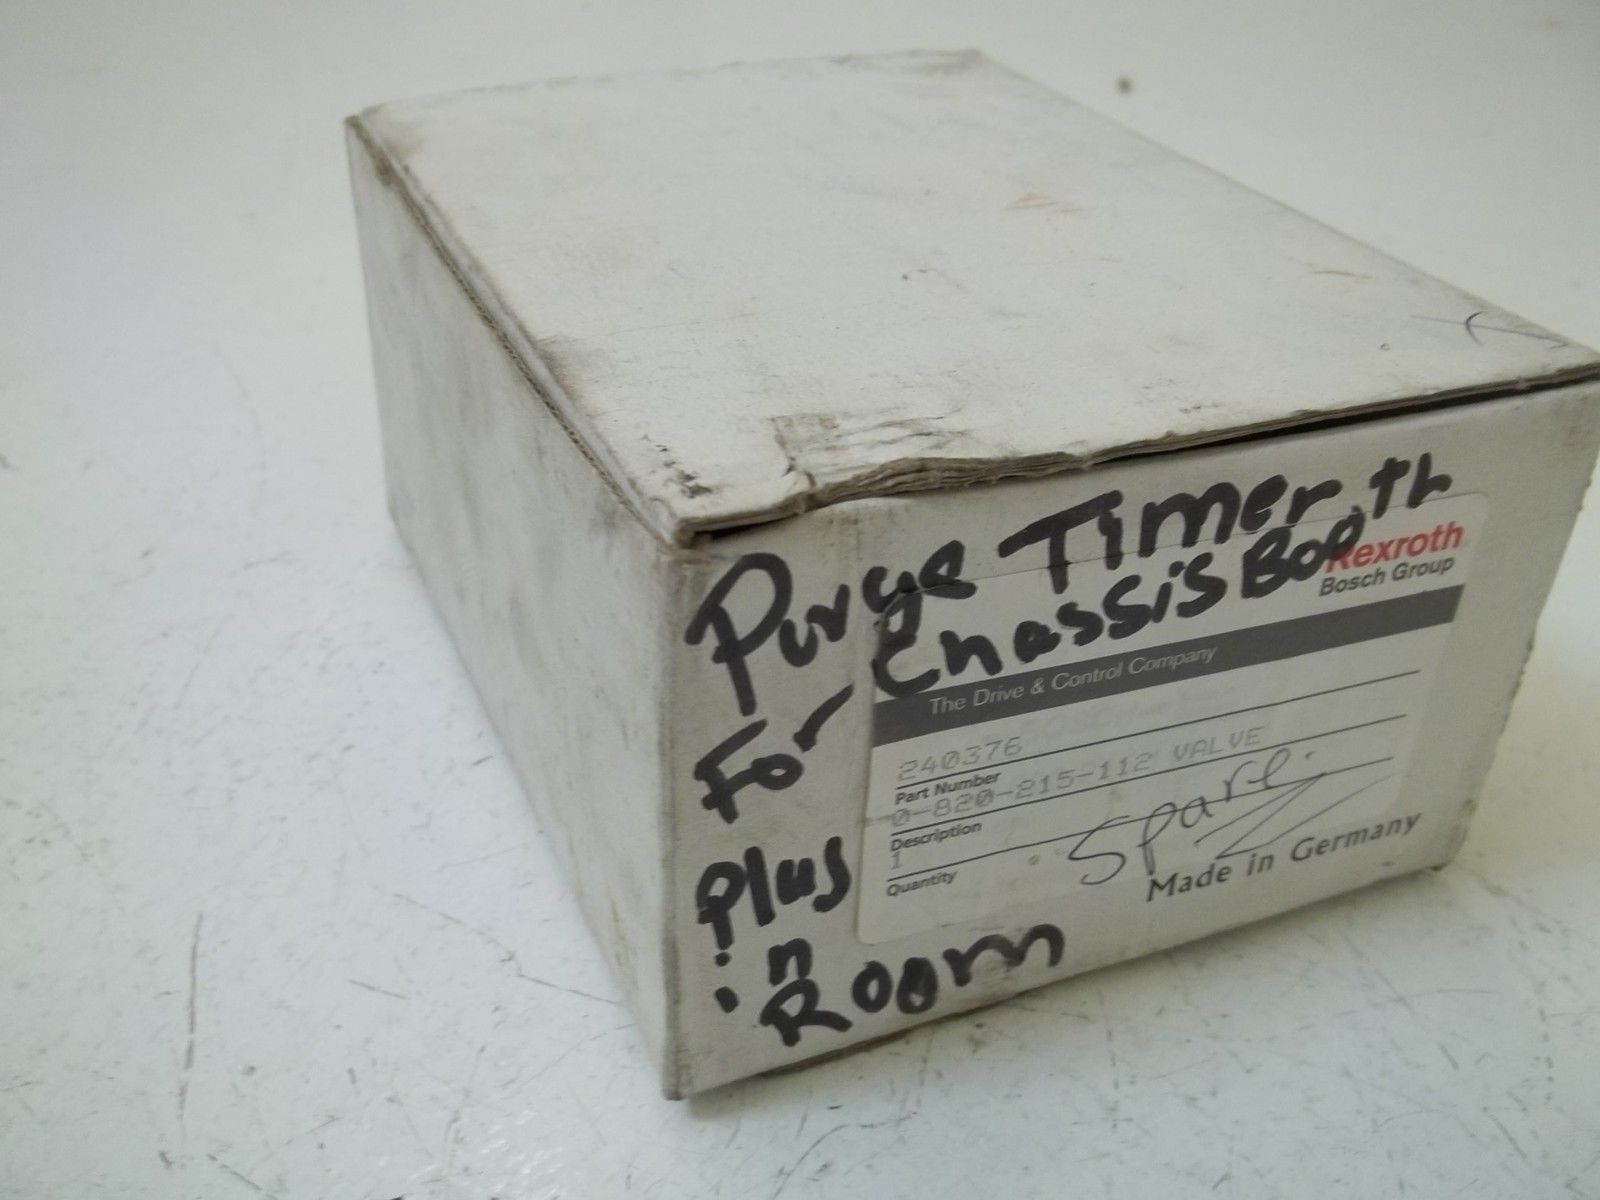 Purge Timer
For Chassis Booth
Plus
in
Room
Rexroth
Bosch Group
The Drive & Control Company
240376
Part Number
0-820-215-112 VALVE
Description
1
Quantity
Spare.
Made in Germany